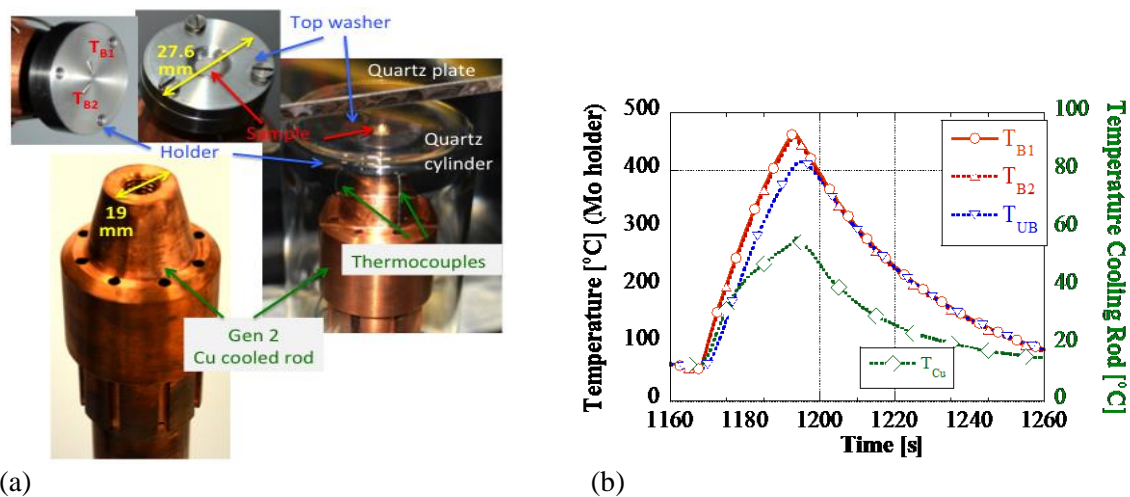 Top washer
T_B1
T_B2
27.6
mm
Quartz plate
Sample
Holder
Quartz
cylinder
19
mm
Thermocouples
Gen 2
Cu cooled rod
(a)
500
400
300
200
100
0
Temperature [°C] (Mo holder)
100
80
60
40
20
0
Temperature Cooling Rod [°C]
T_B1
T_B2
T_UB
T_Cu
1160 1180 1200 1220 1240 1260
Time [s]
(b)